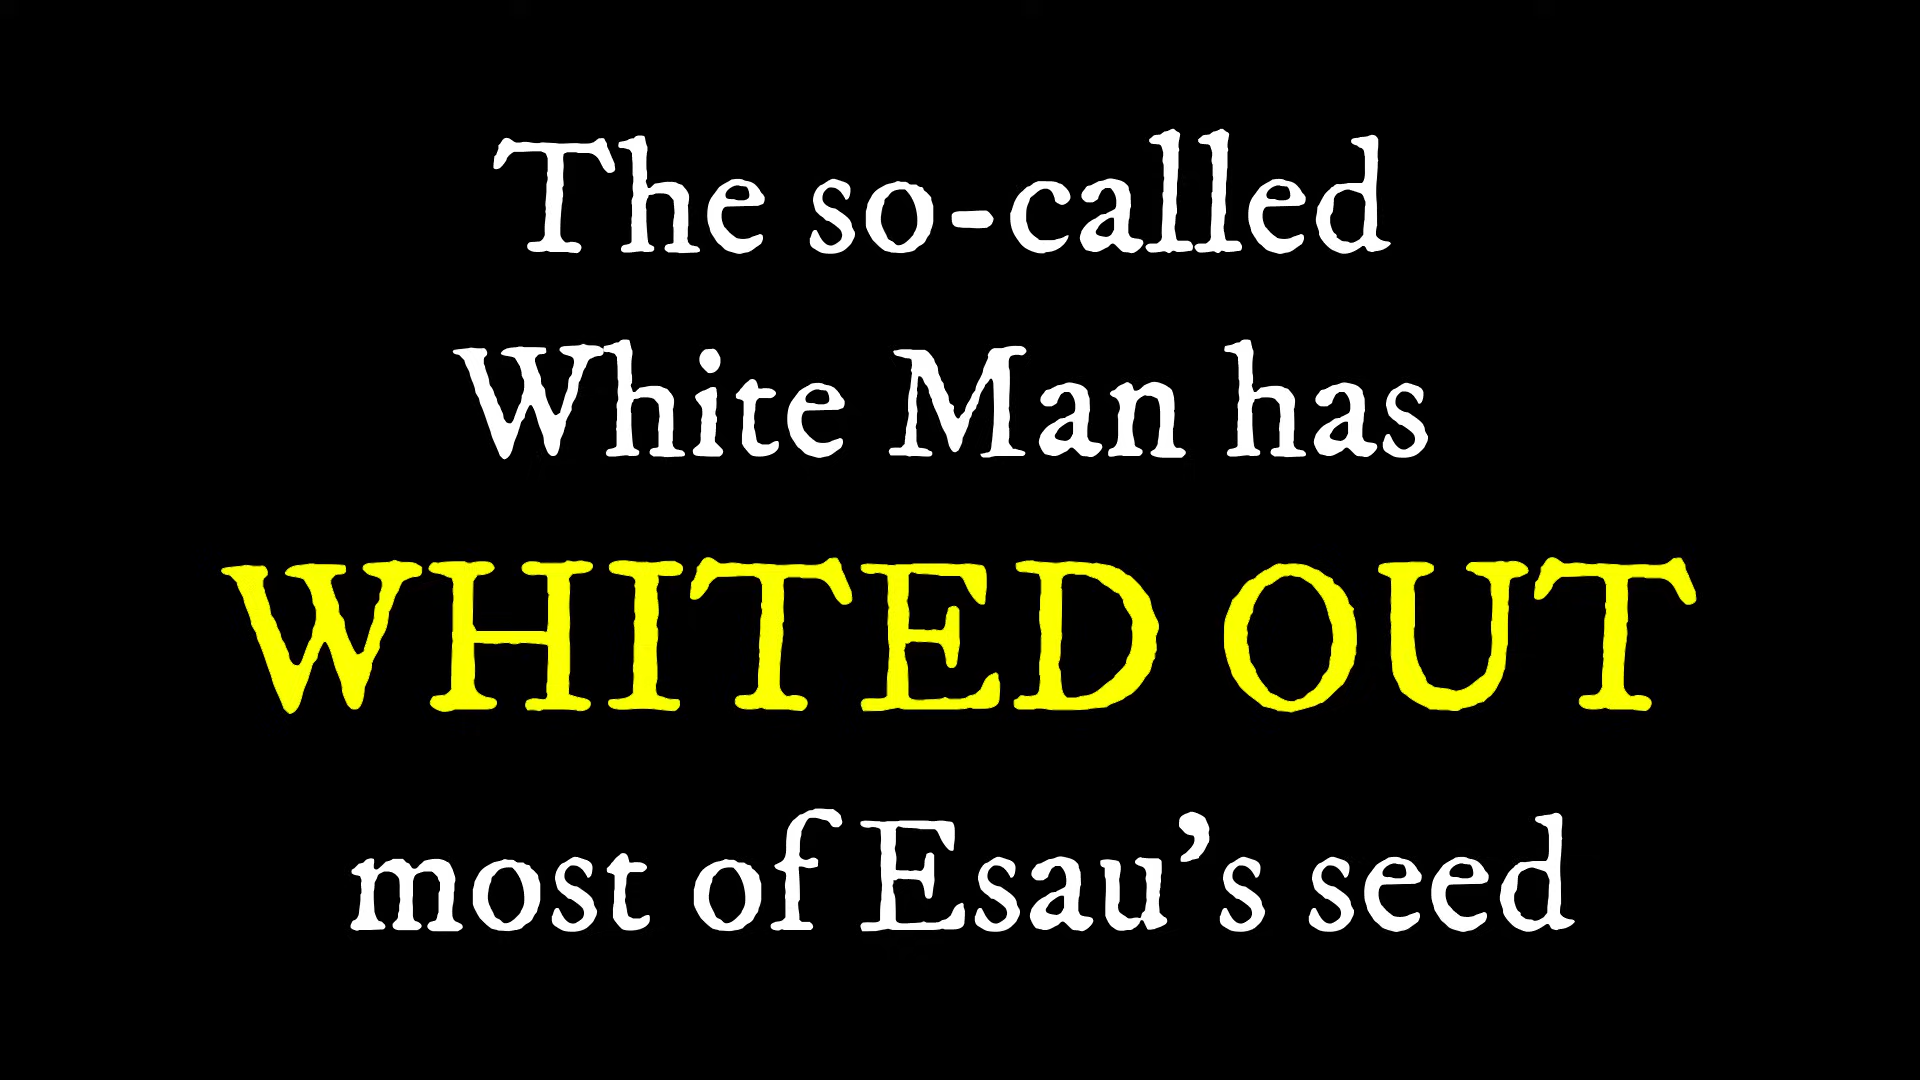 The so-called
White Man has
WHITED OUT
most of Esau’s seed